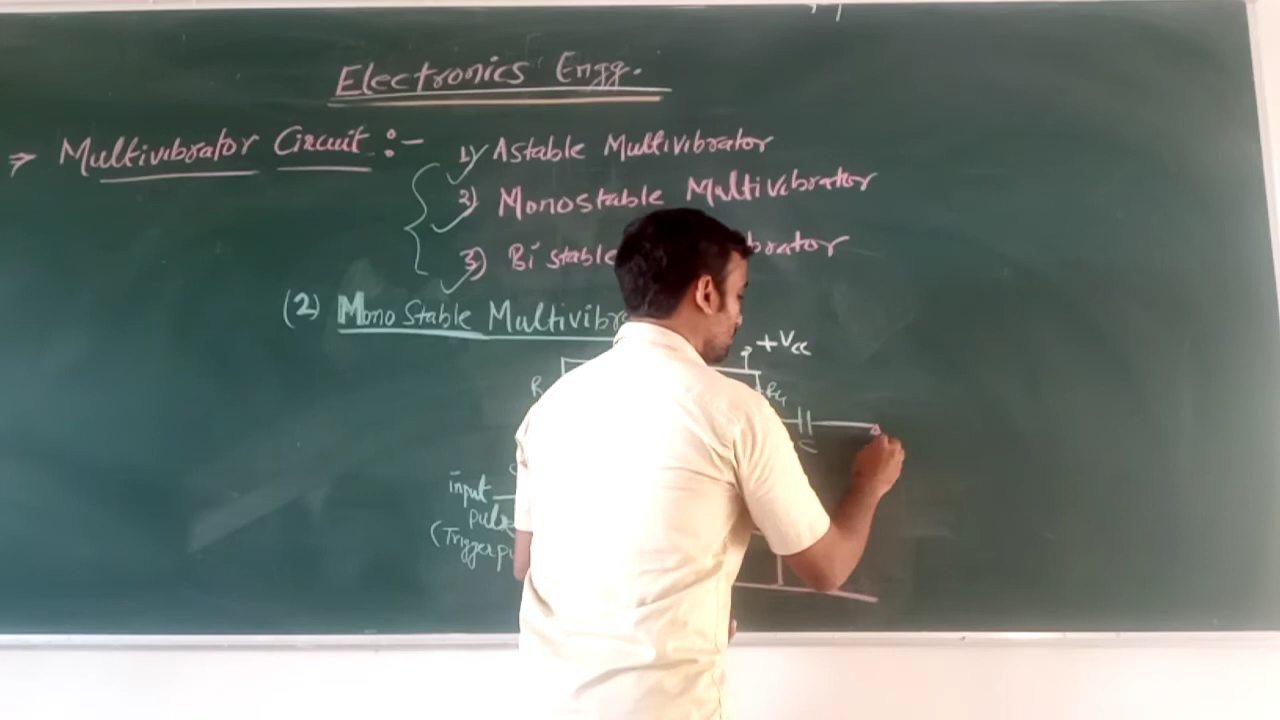 Electronics Engg.
⇒ Multivibrator Circuit :- 1) Astable Multivibrator
2) Monostable Multivibrator
3) Bi stable brator
(2) Mono Stable Multivibr
+Vcc
R
C
input
pulse
(Trigger pu